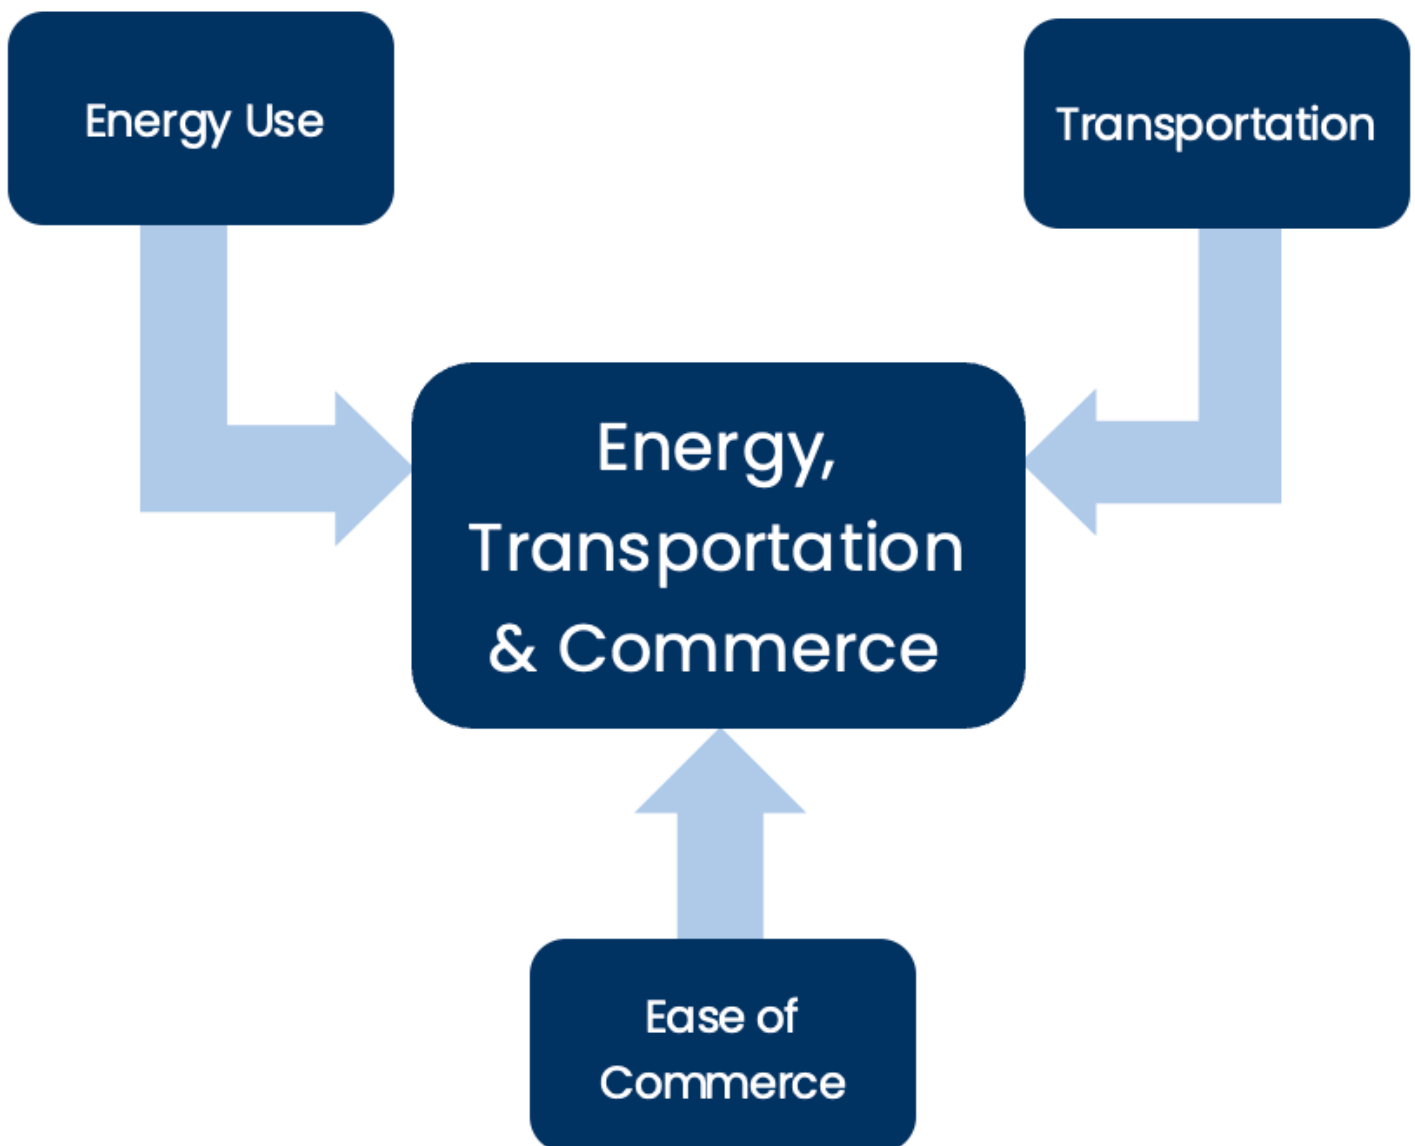 Energy Use
Transportation
Energy,
Transportation
& Commerce
Ease of
Commerce